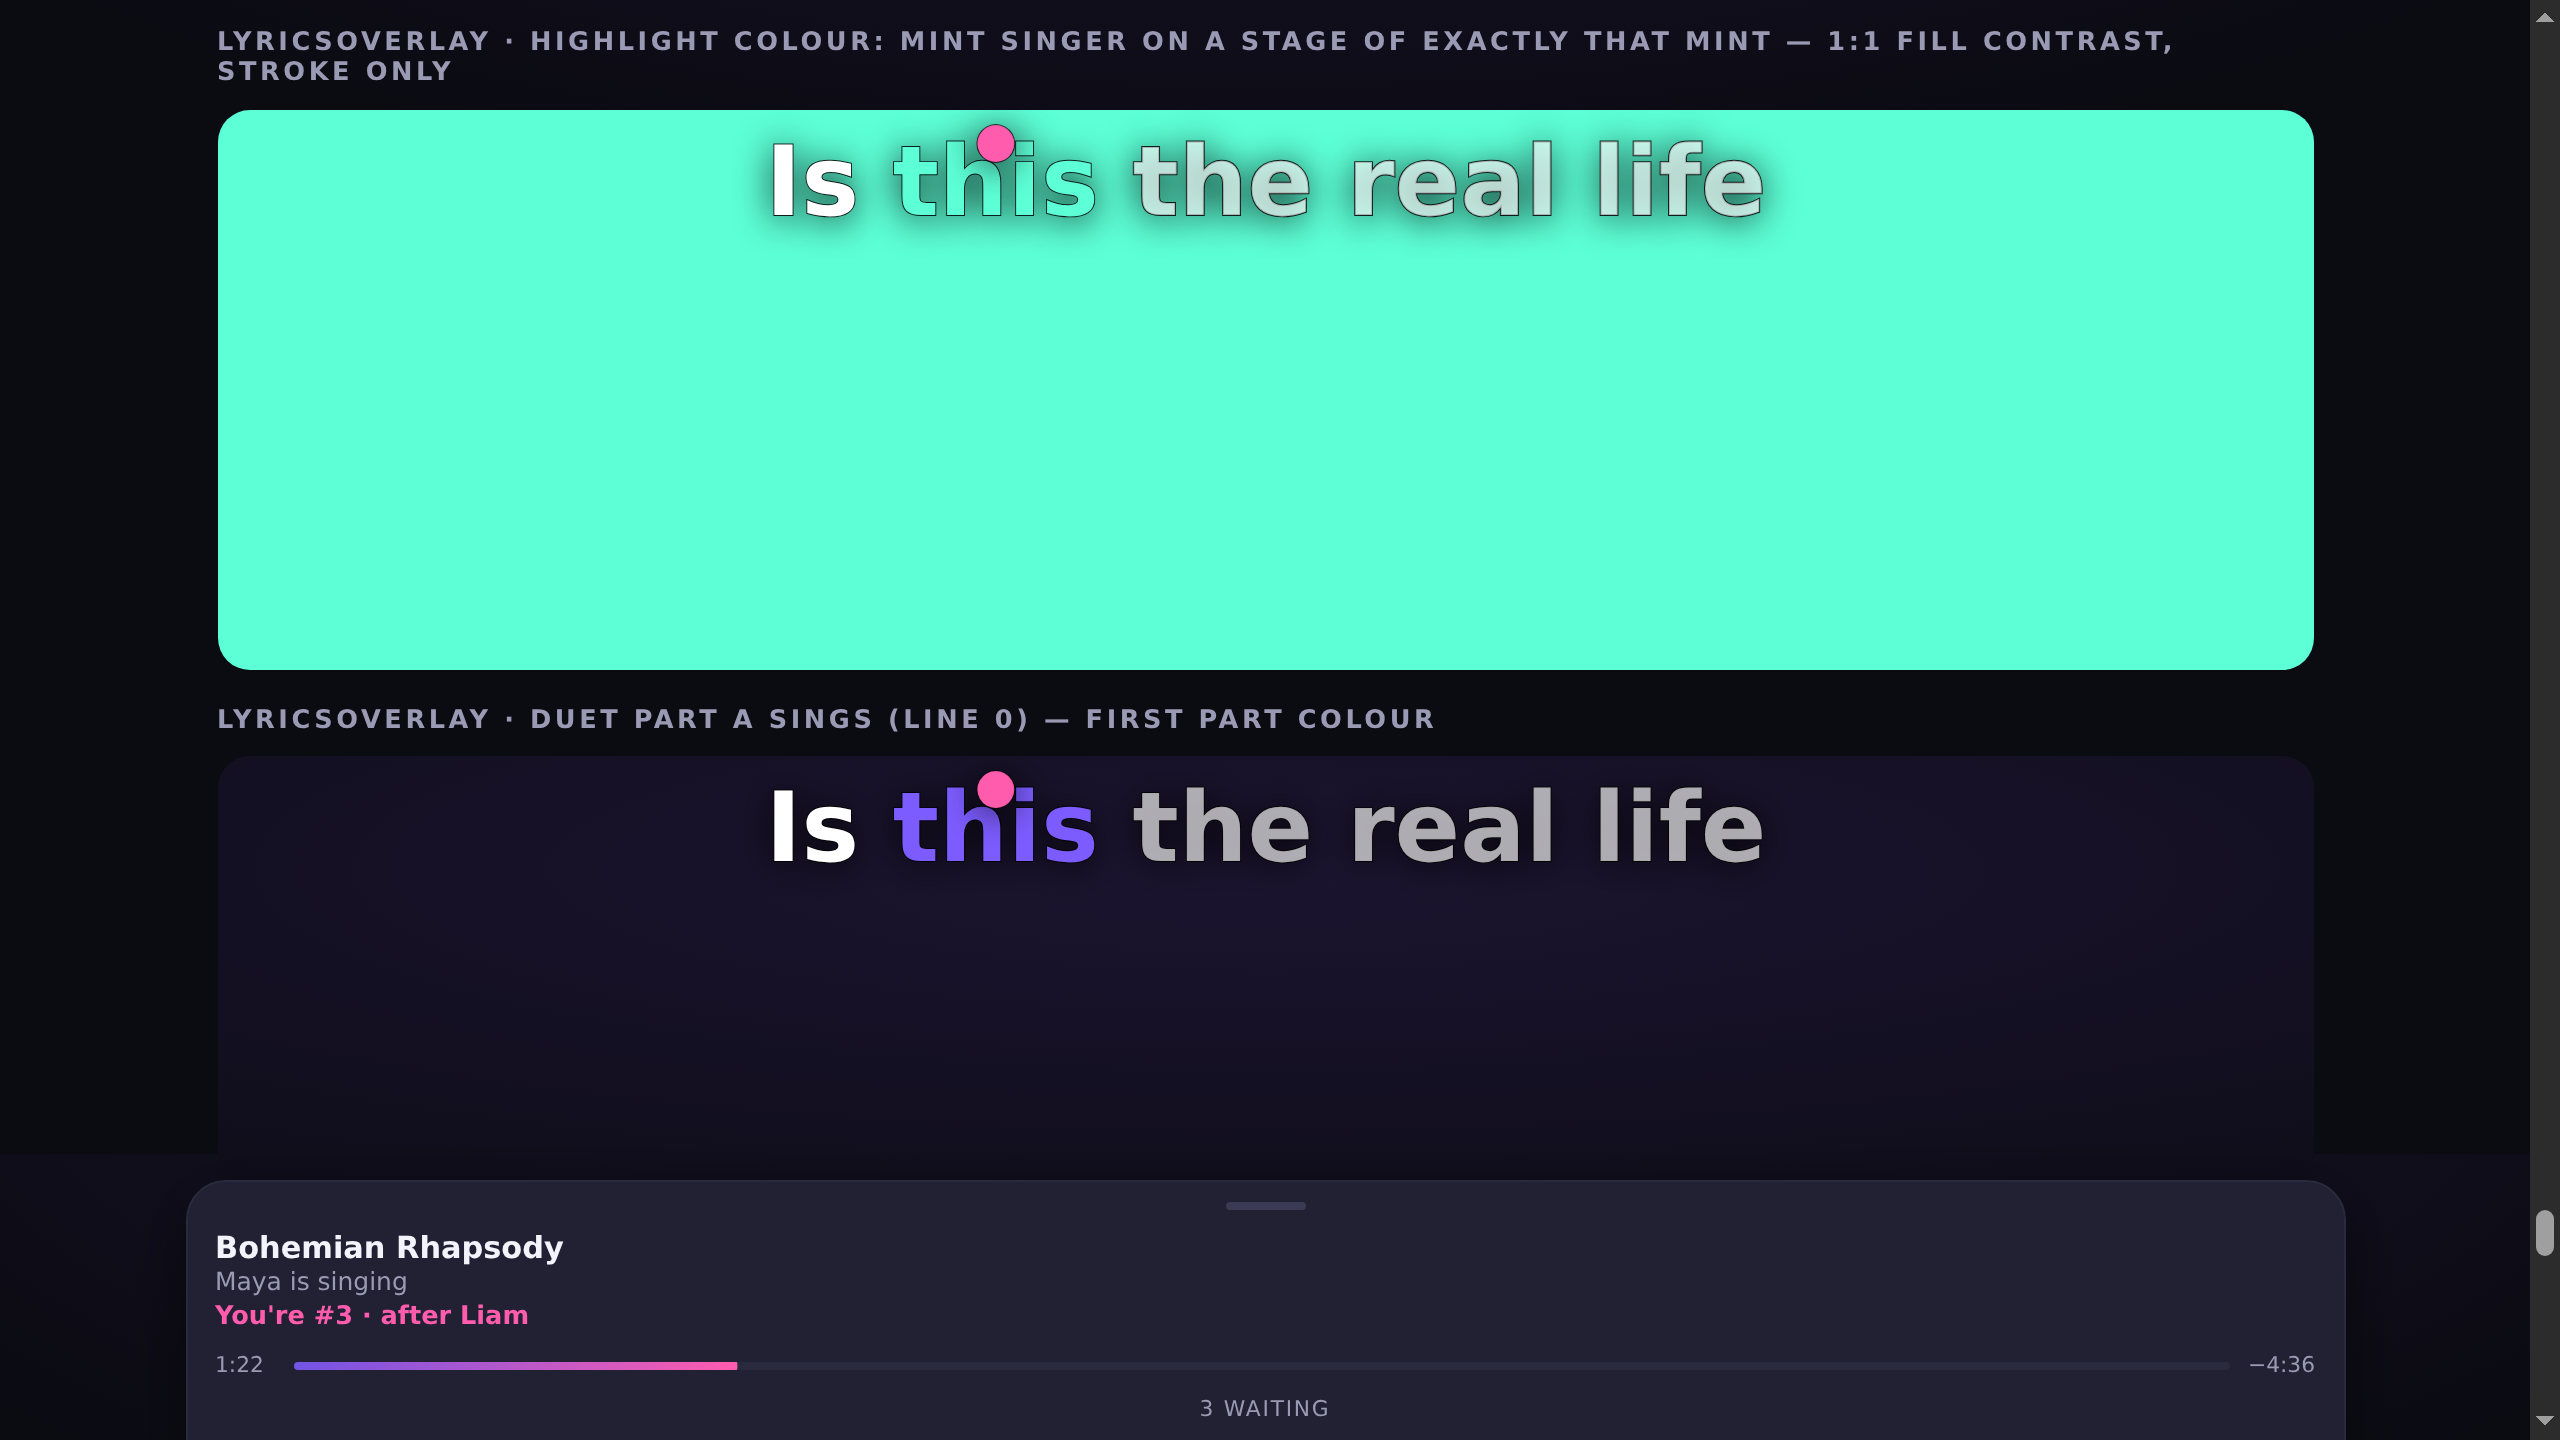 LYRICSOVERLAY · HIGHLIGHT COLOUR: MINT SINGER ON A STAGE OF EXACTLY THAT MINT — 1:1 FILL CONTRAST,
STROKE ONLY
Is this the real life
LYRICSOVERLAY · DUET PART A SINGS (LINE 0) — FIRST PART COLOUR
Is this the real life
Bohemian Rhapsody
Maya is singing
You're #3 · after Liam
1:22
−4:36
3 WAITING